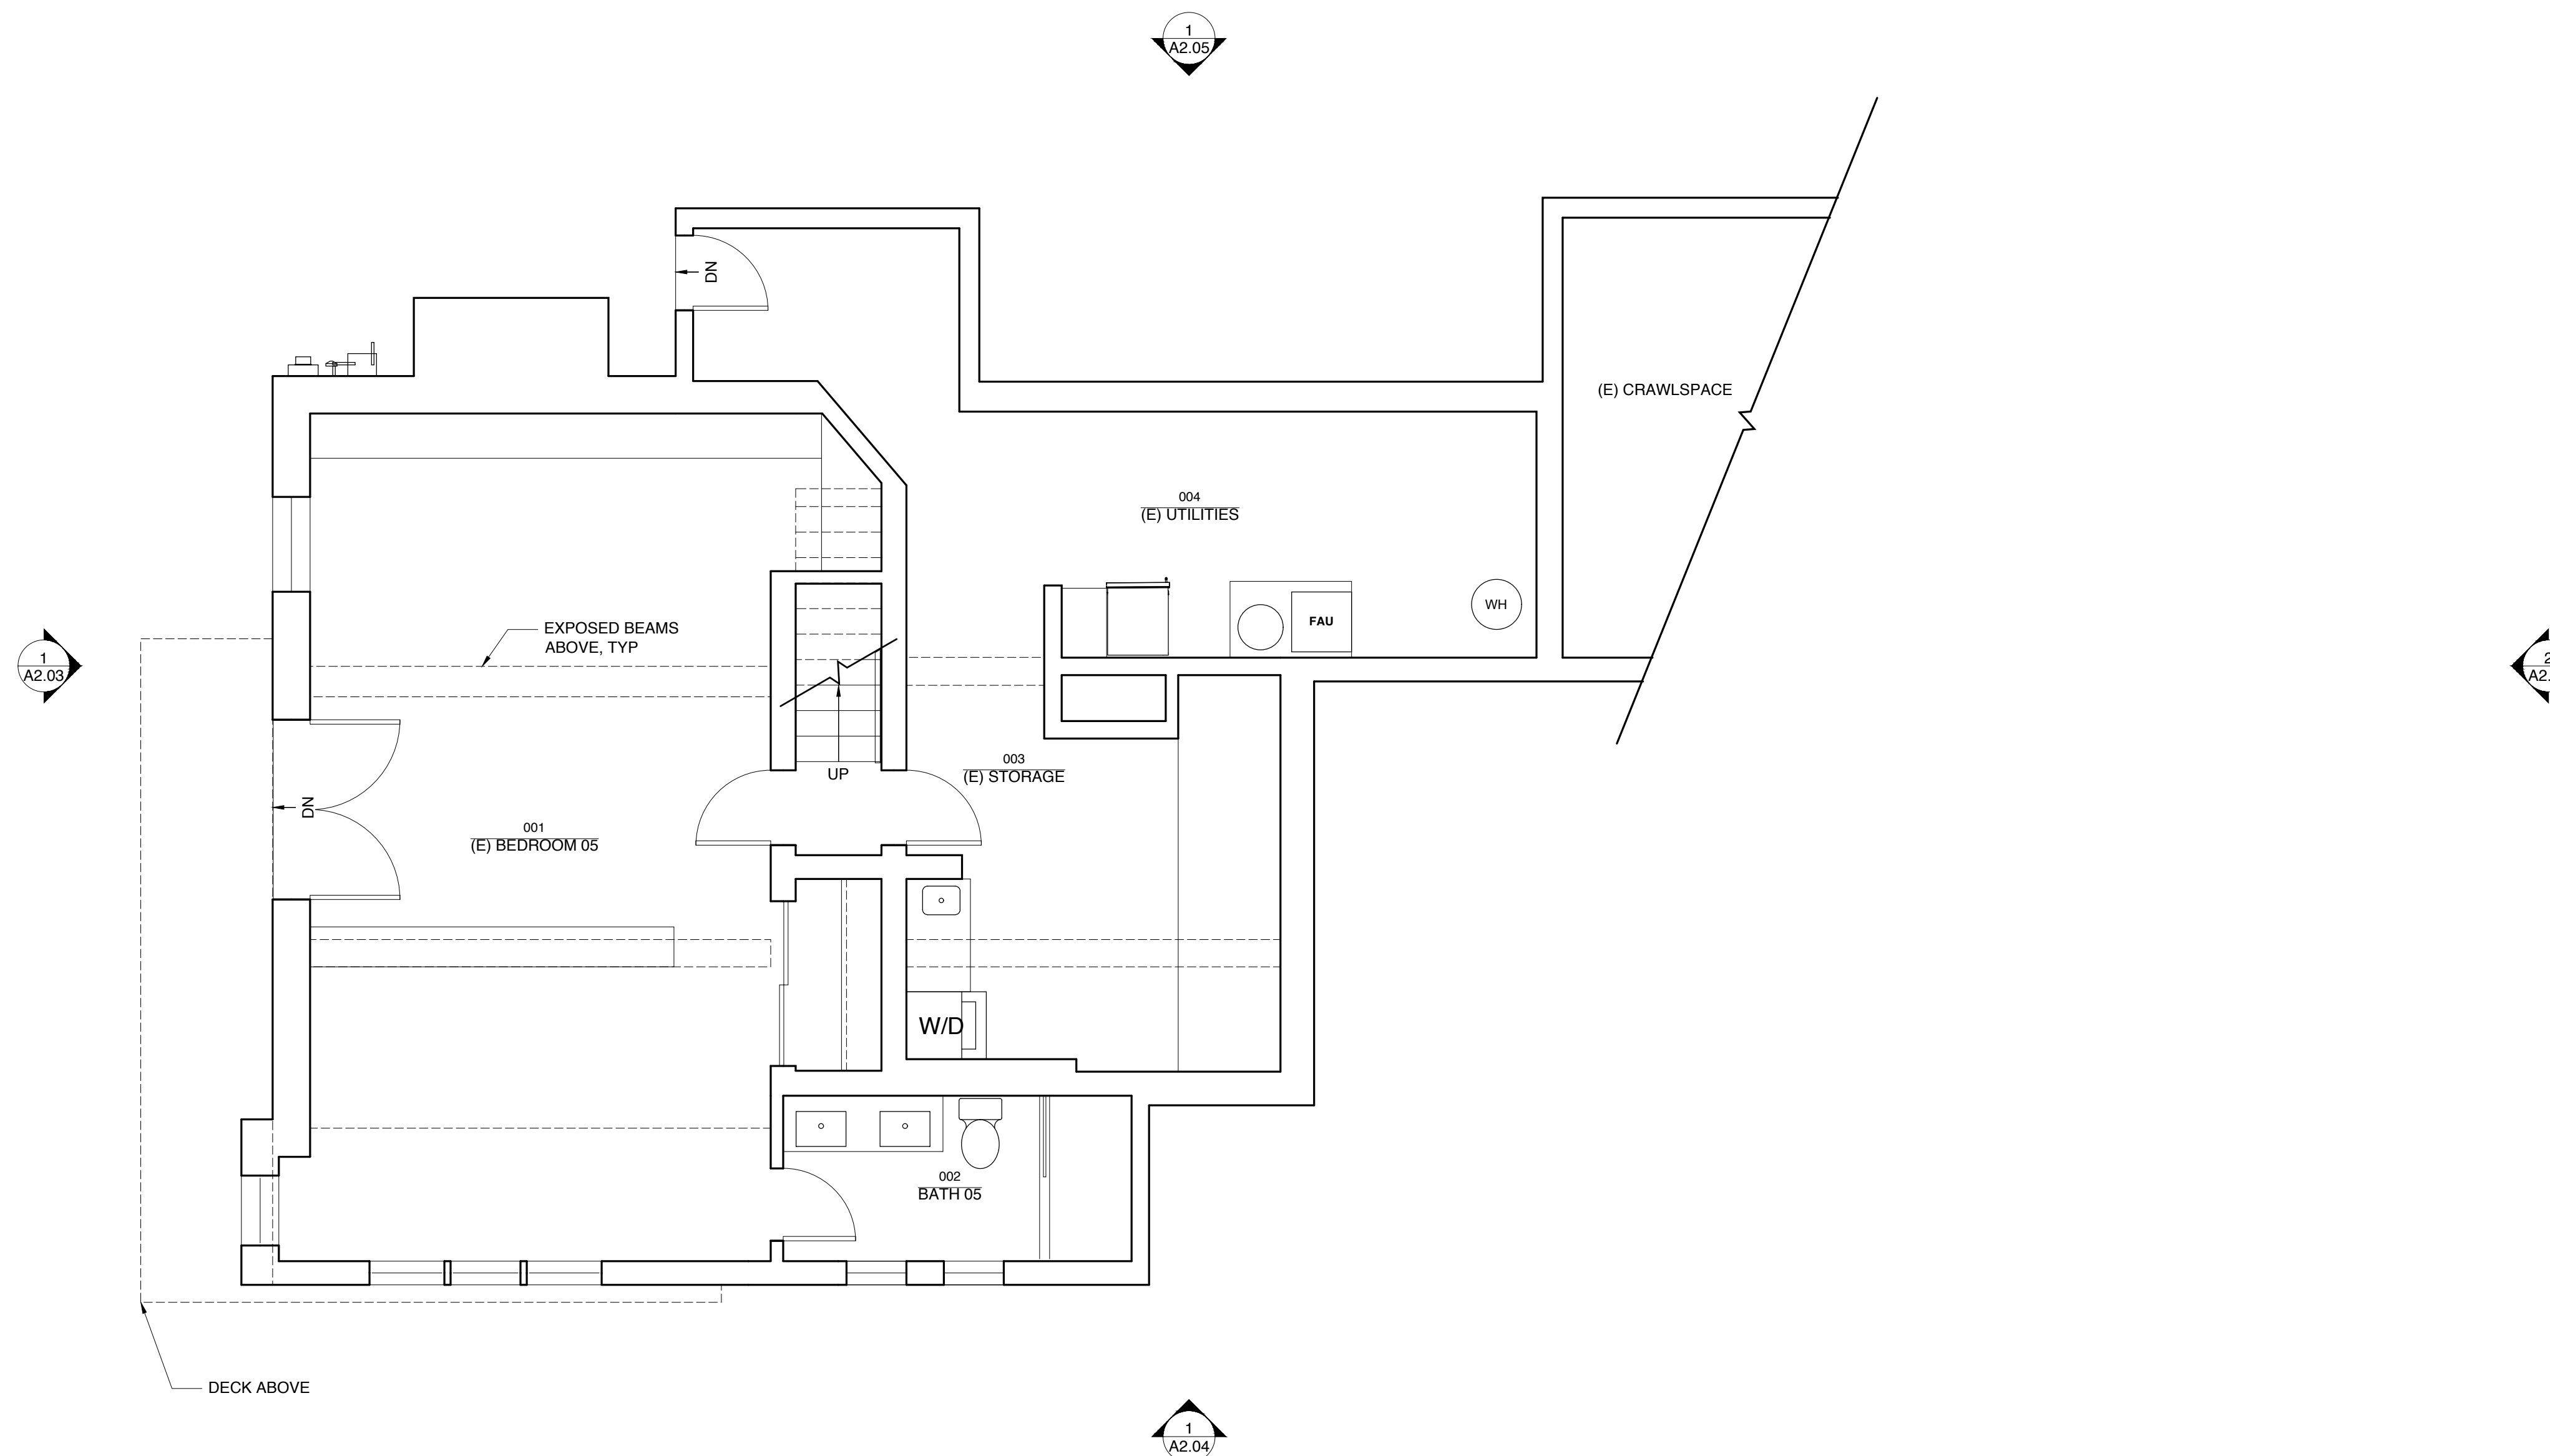 1
A2.05
DN
(E) CRAWLSPACE
004
(E) UTILITIES
WH
FAU
EXPOSED BEAMS
ABOVE, TYP
1
A2.03
2
003
(E) STORAGE
UP
DN
001
(E) BEDROOM 05
W/D
002
BATH 05
DECK ABOVE
1
A2.04